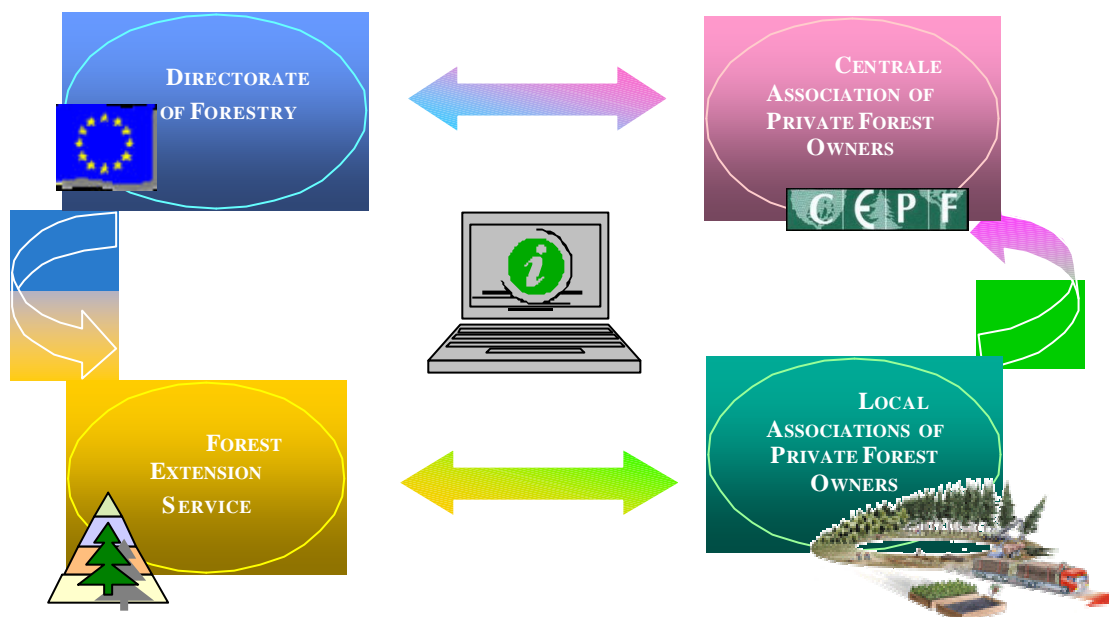 DIRECTORATE
OF FORESTRY
CENTRALE
ASSOCIATION OF
PRIVATE FOREST
OWNERS
CEPF
i
FOREST
EXTENSION
SERVICE
LOCAL
ASSOCIATIONS OF
PRIVATE FOREST
OWNERS